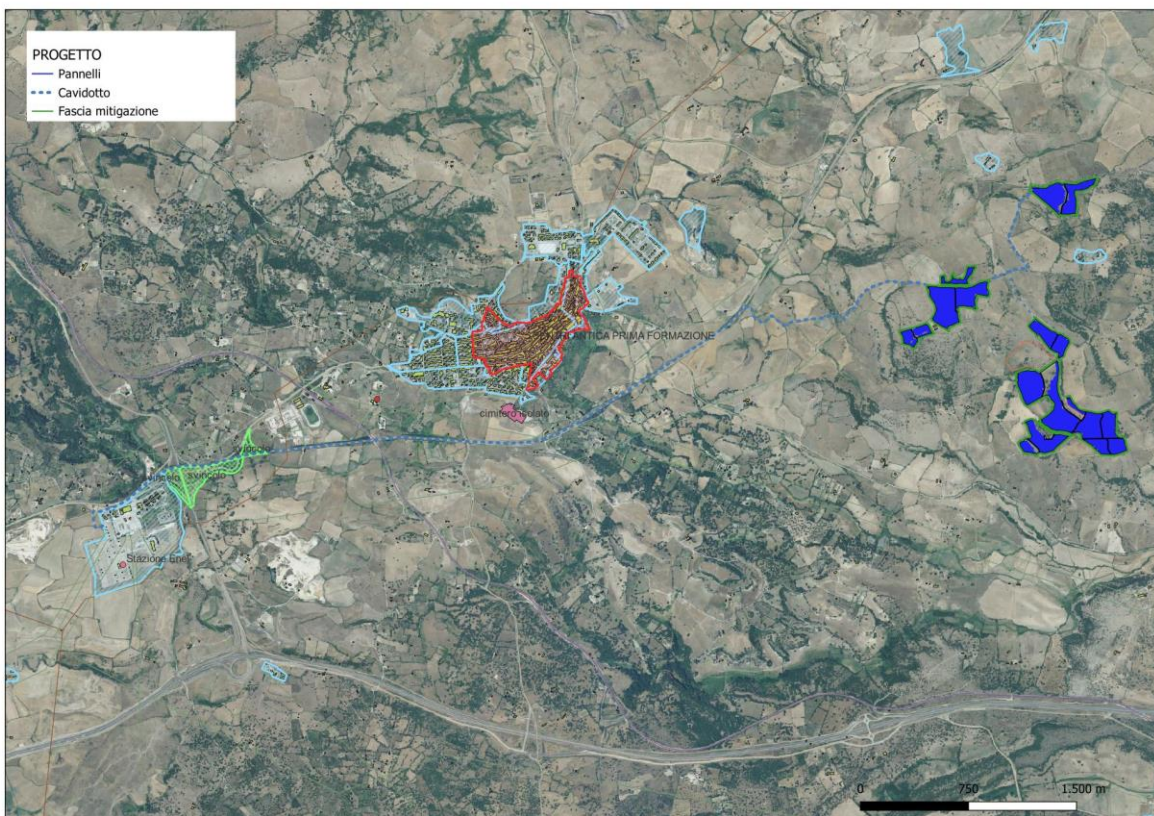 PROGETTO
Pannelli
Cavidotto
Fascia mitigazione
ANTICA PRIMA FORMAZIONE
cimitero isolato
Stazione Enel
0 750 1.500 m